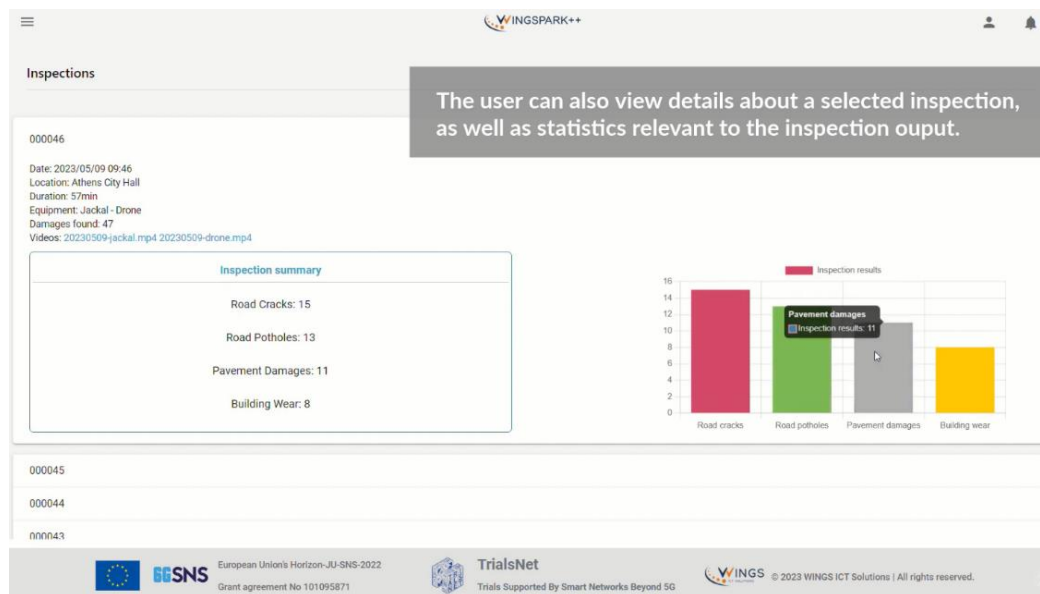 WINGSPARK++
Inspections
The user can also view details about a selected inspection,
as well as statistics relevant to the inspection ouput.
000046
Date: 2023/05/09 09:46
Location: Athens City Hall
Duration: 57min
Equipment: Jackal - Drone
Damages found: 47
Videos: 20230509-jackal.mp4 20230509-drone.mp4
Inspection summary
Road Cracks: 15
Road Potholes: 13
Pavement Damages: 11
Building Wear: 8
Inspection results
16
14
12
10
8
6
4
2
0
Pavement damages
Inspection results: 11
Road cracks Road potholes Pavement damages Building wear
000045
000044
000043
6GSNS
European Union's Horizon-JU-SNS-2022
Grant agreement No 101095871
TrialsNet
Trials Supported By Smart Networks Beyond 5G
WINGS © 2023 WINGS ICT Solutions | All rights reserved.